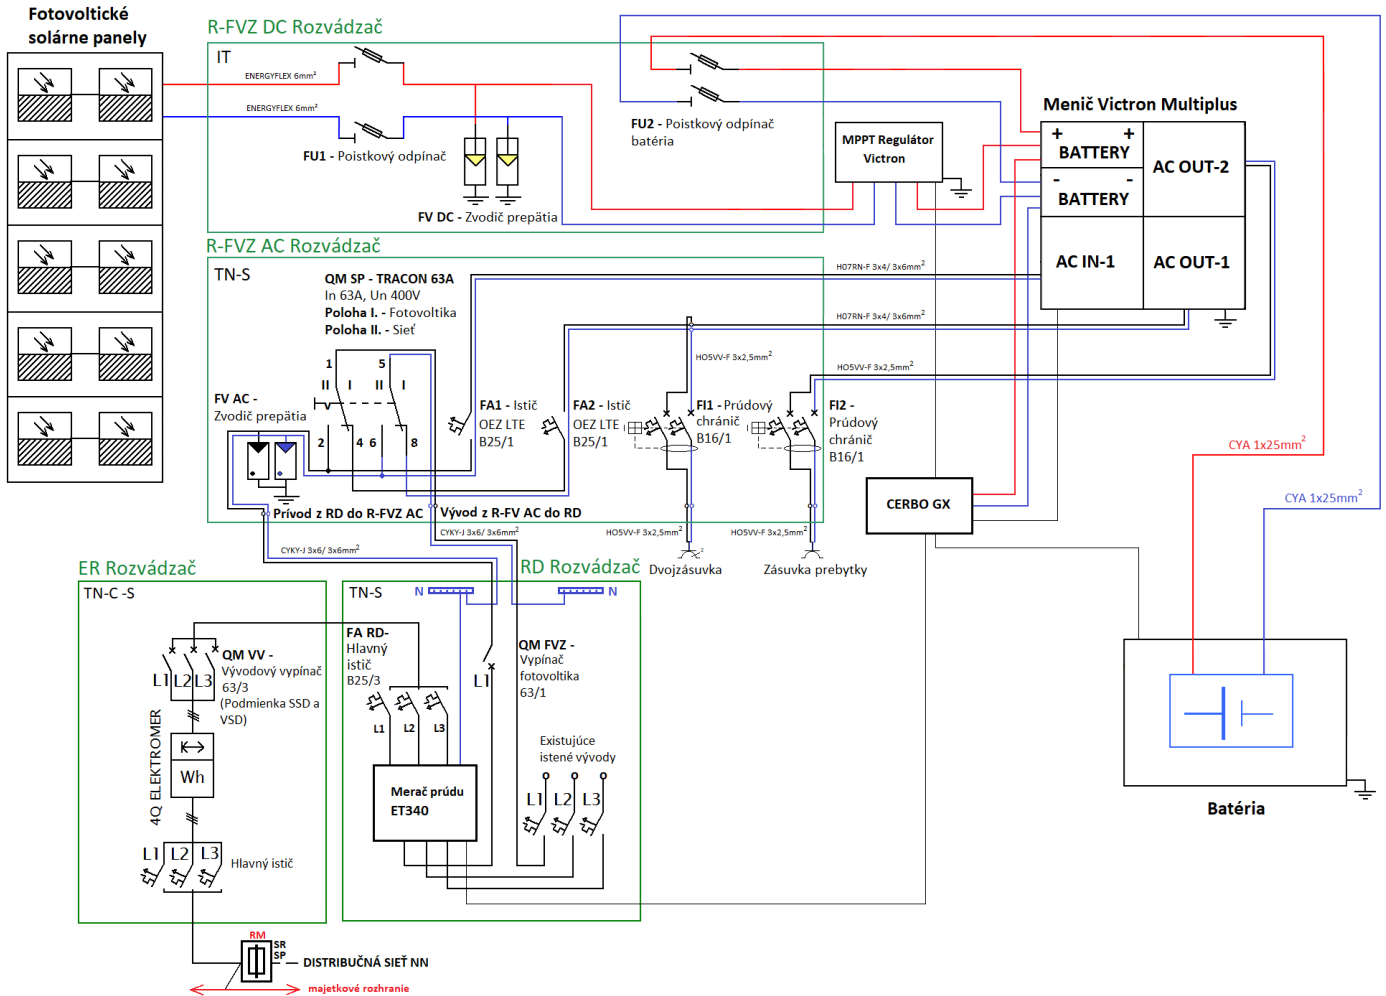 Fotovoltické
solárne panely
R-FVZ DC Rozvádzač
IT
ENERGYFLEX 6mm²
ENERGYFLEX 6mm²
FU1 - Poistkový odpínač
FV DC - Zvodič prepätia
FU2 - Poistkový odpínač
batéria
MPPT Regulátor
Victron
Menič Victron Multiplus
+ +
BATTERY
- -
BATTERY
AC OUT-2
AC IN-1
AC OUT-1
R-FVZ AC Rozvádzač
TN-S
QM SP - TRACON 63A
In 63A, Un 400V
Poloha I. - Fotovoltika
Poloha II. - Sieť
H07RN-F 3x4/ 3x6mm²
H07RN-F 3x4/ 3x6mm²
HO5VV-F 3x2,5mm²
HO5VV-F 3x2,5mm²
1 5
II I II I
2 4 6 8
FV AC -
Zvodič prepätia
FA1 - Istič
OEZ LTE
B25/1
FA2 - Istič
OEZ LTE
B25/1
FI1 - Prúdový
chránič
B16/1
FI2 -
Prúdový
chránič
B16/1
CYA 1x25mm²
CYA 1x25mm²
CERBO GX
Prívod z RD do R-FVZ AC
Vývod z R-FV AC do RD
CYKY-J 3x6/ 3x6mm²
CYKY-J 3x6/ 3x6mm²
HO5VV-F 3x2,5mm²
HO5VV-F 3x2,5mm²
2
Dvojzásuvka
Zásuvka prebytky
ER Rozvádzač
TN-C -S
QM VV -
Vývodový vypínač
63/3
(Podmienka SSD a
VSD)
L1 L2 L3
4Q ELEKTROMER
Wh
L1 L2 L3
Hlavný istič
RD Rozvádzač
TN-S
N
N
FA RD-
Hlavný
istič
B25/3
L1 L2 L3
L1
QM FVZ -
Vypínač
fotovoltika
63/1
Existujúce
istené vývody
L1 L2 L3
Merač prúdu
ET340
Batéria
RM
SR
SP
DISTRIBUČNÁ SIEŤ NN
majetkové rozhranie